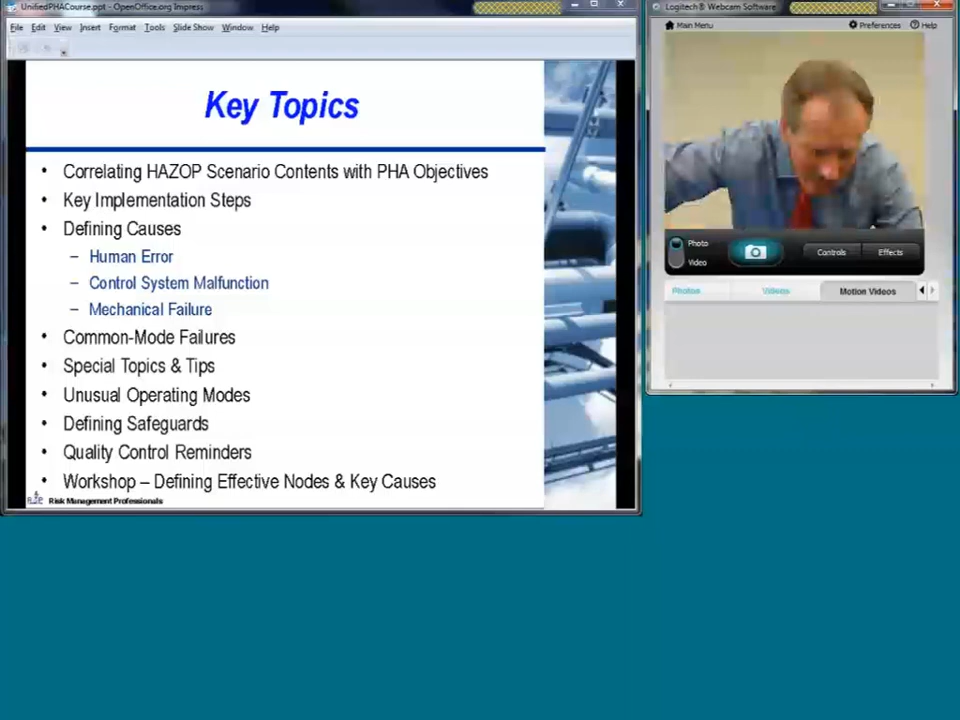 UnifiedPHACourse.ppt - OpenOffice.org Impress
File Edit View Insert Format Tools Slide Show Window Help
Key Topics
• Correlating HAZOP Scenario Contents with PHA Objectives
• Key Implementation Steps
• Defining Causes
– Human Error
– Control System Malfunction
– Mechanical Failure
• Common-Mode Failures
• Special Topics & Tips
• Unusual Operating Modes
• Defining Safeguards
• Quality Control Reminders
• Workshop – Defining Effective Nodes & Key Causes
Risk Management Professionals
Logitech® Webcam Software
Main Menu Preferences Help
Photo
Video
Controls Effects
Photos Videos Motion Videos